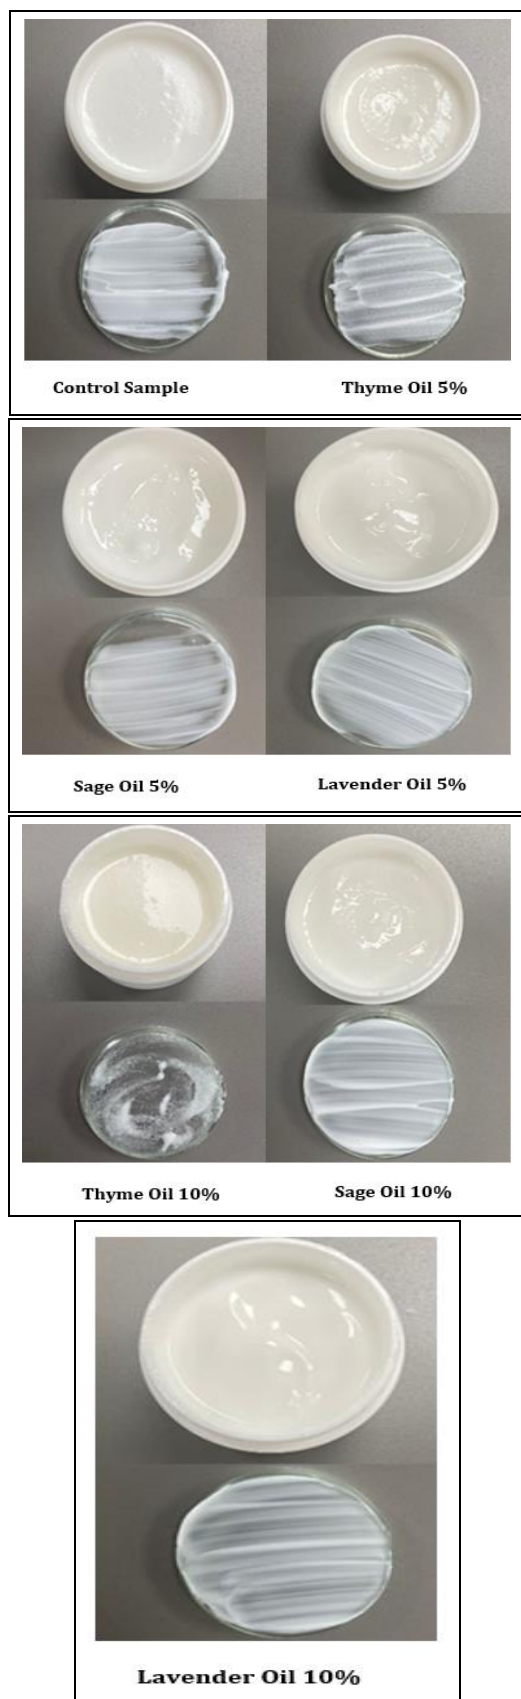 Control Sample
Thyme Oil 5%
Sage Oil 5%
Lavender Oil 5%
Thyme Oil 10%
Sage Oil 10%
Lavender Oil 10%